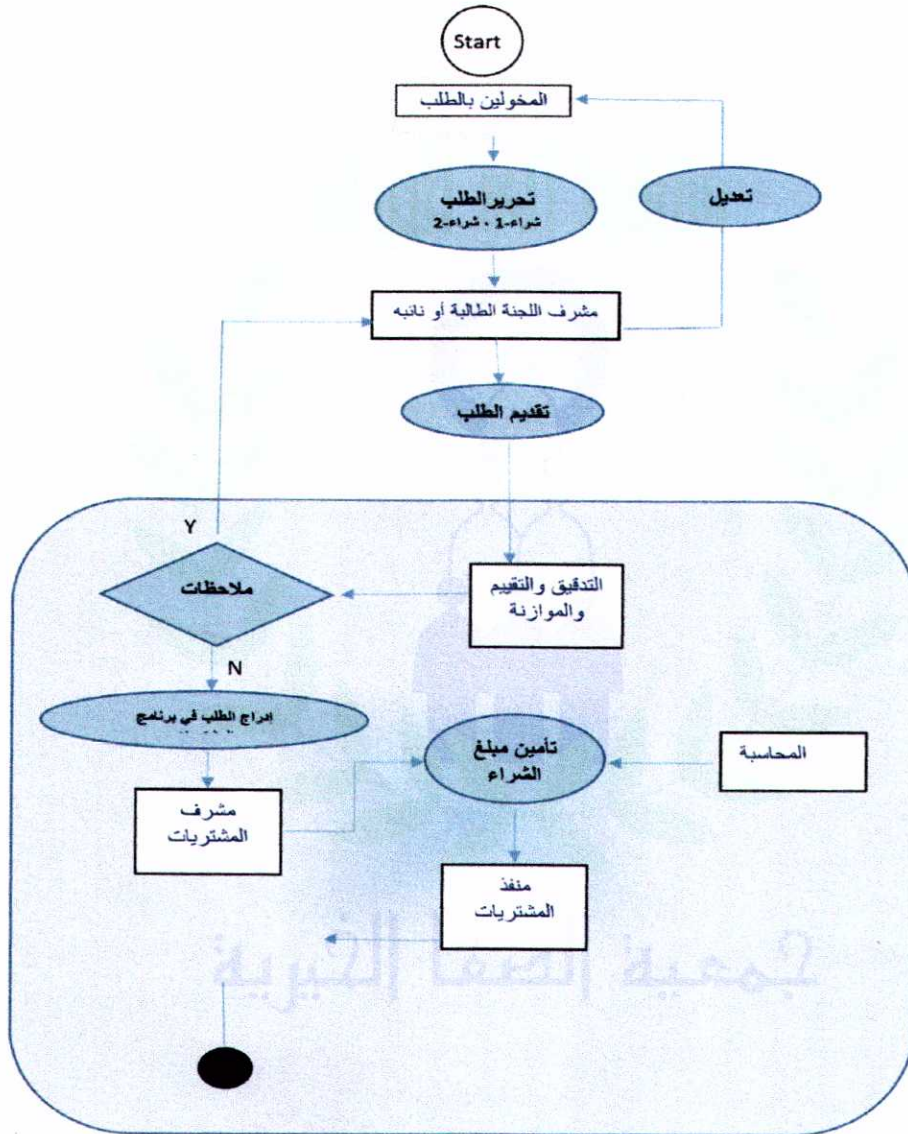 Start
المخولين بالطلب
تحرير الطلب
شراء-1 ، شراء-2
تعديل
مشرف اللجنة الطالبة أو نائبه
تقديم الطلب
Y
ملاحظات
التدقيق والتقييم
والموازنة
N
إدراج الطلب في برنامج
تأمين مبلغ
الشراء
المحاسبة
مشرف
المشتريات
منفذ
المشتريات
جمعية الصفا الخيرية